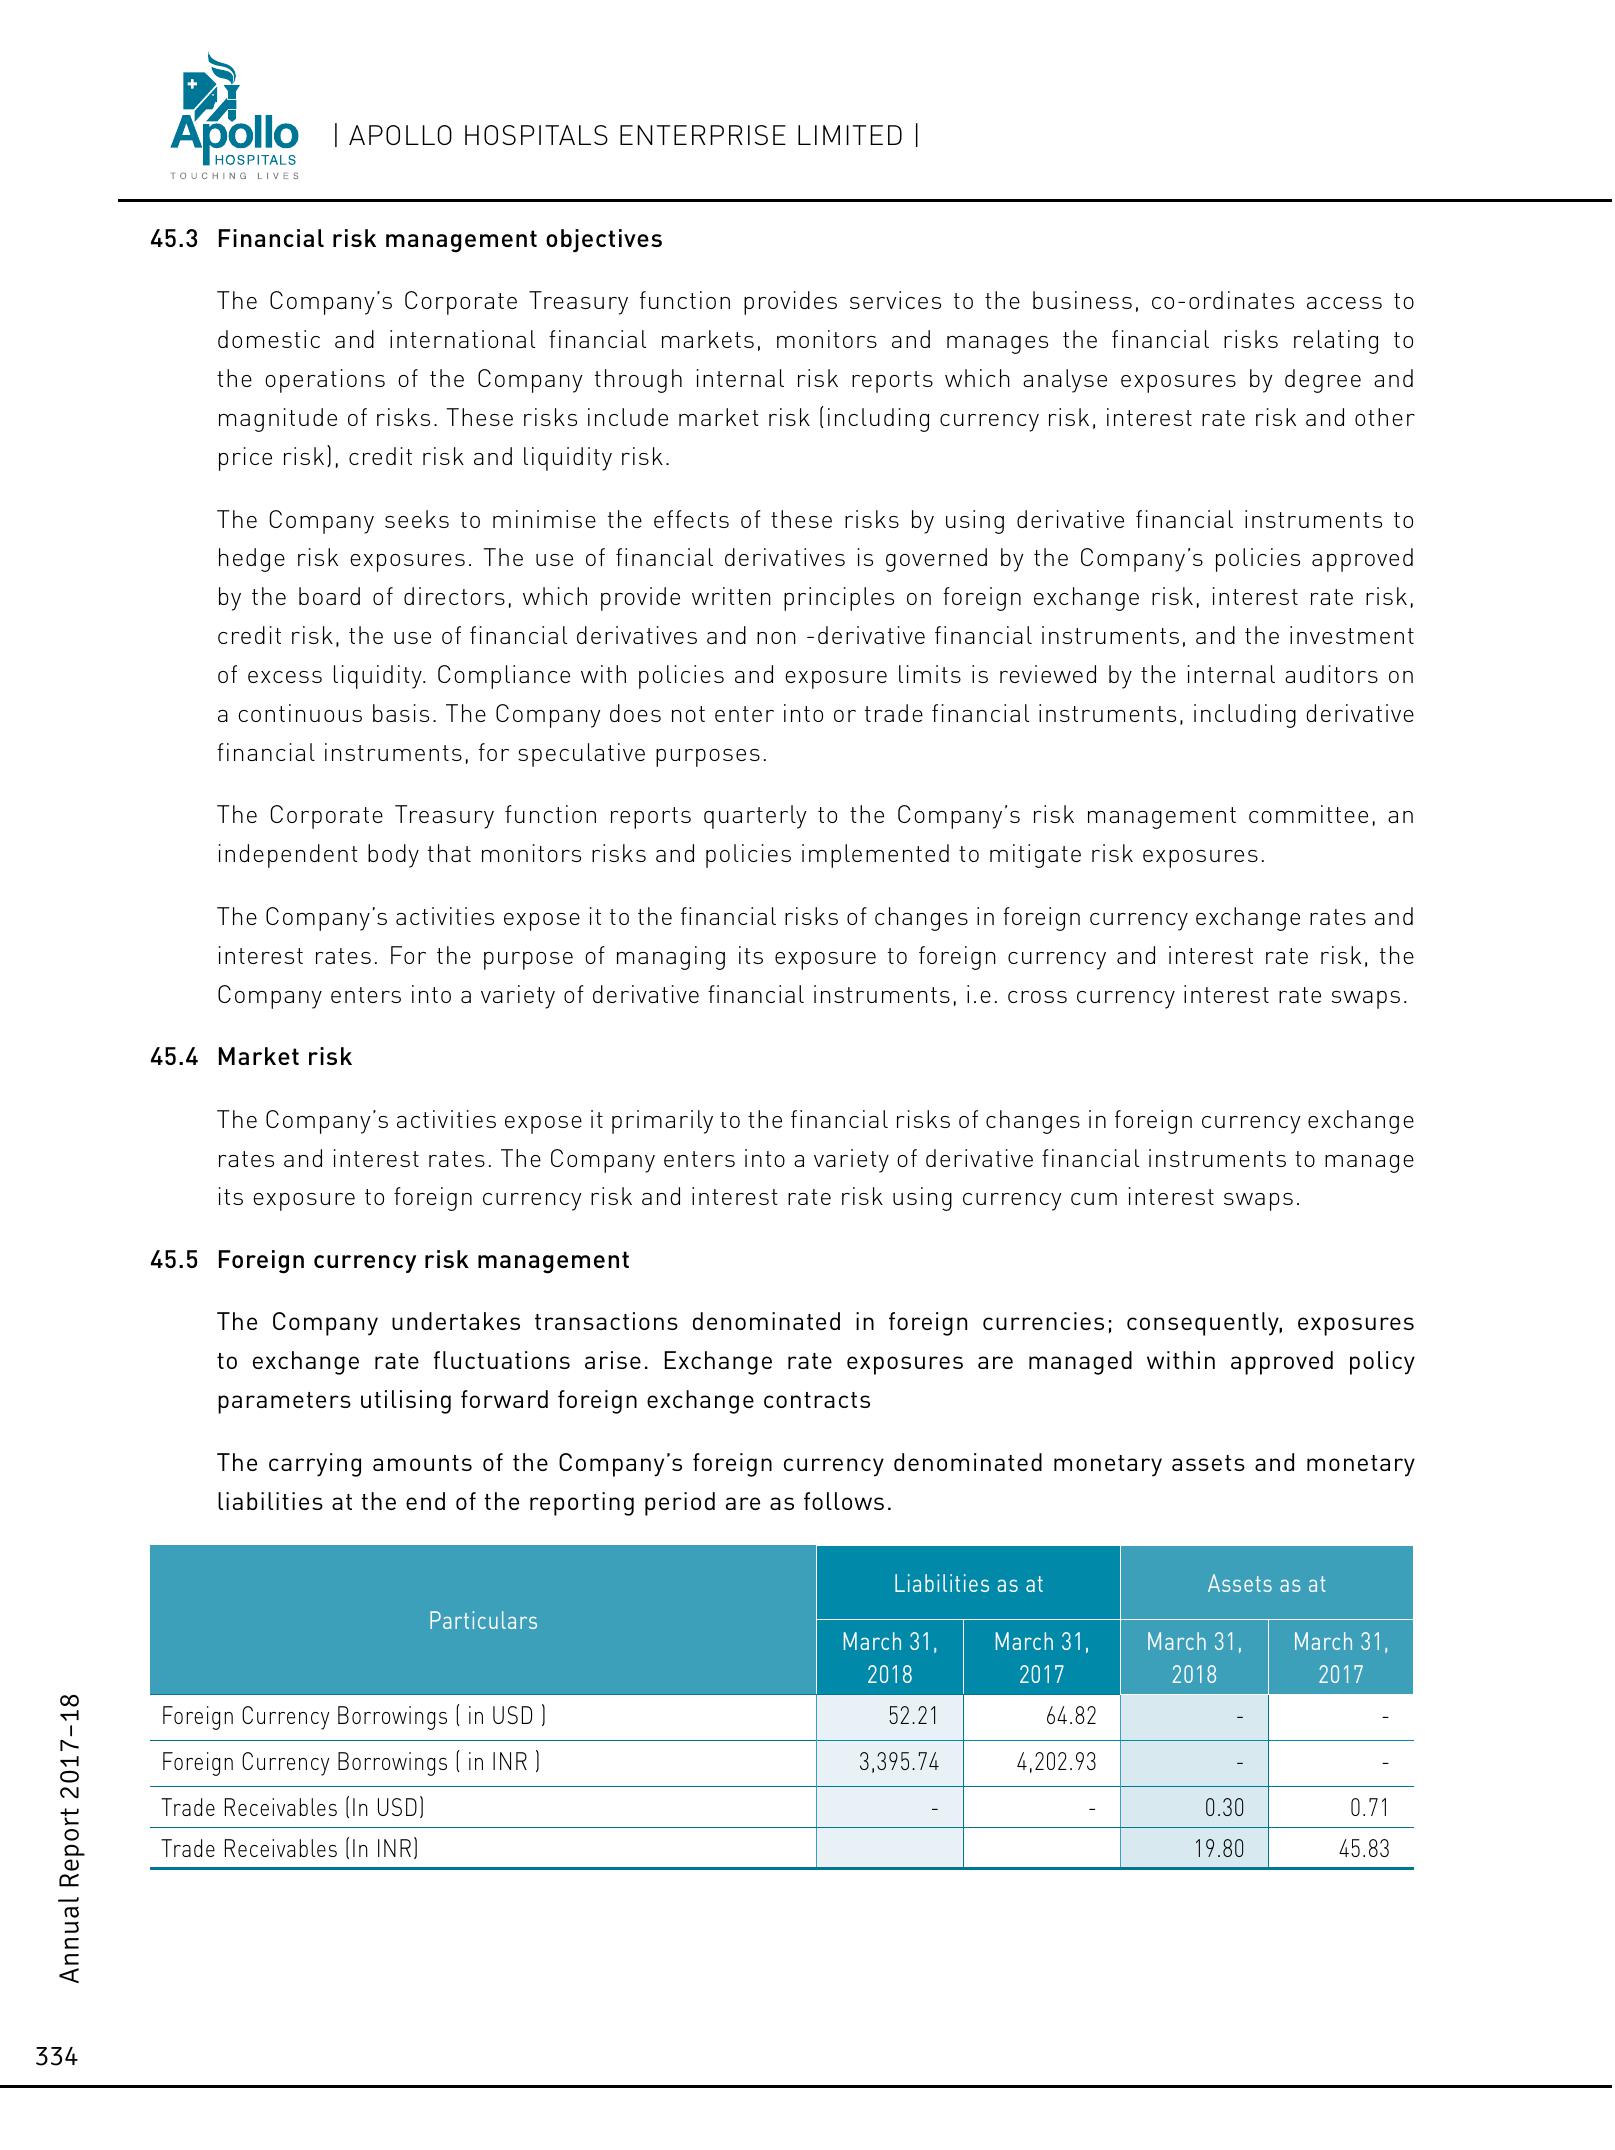 Apollo
HOSPITALS
TOUCHING LIVES
| APOLLO HOSPITALS ENTERPRISE LIMITED |
45.3 Financial risk management objectives
The Company's Corporate Treasury function provides services to the business, co-ordinates access to
domestic and international financial markets, monitors and manages the financial risks relating to
the operations of the Company through internal risk reports which analyse exposures by degree and
magnitude of risks. These risks include market risk (including currency risk, interest rate risk and other
price risk), credit risk and liquidity risk.
The Company seeks to minimise the effects of these risks by using derivative financial instruments to
hedge risk exposures. The use of financial derivatives is governed by the Company's policies approved
by the board of directors, which provide written principles on foreign exchange risk, interest rate risk,
credit risk, the use of financial derivatives and non -derivative financial instruments, and the investment
of excess liquidity. Compliance with policies and exposure limits is reviewed by the internal auditors on
a continuous basis. The Company does not enter into or trade financial instruments, including derivative
financial instruments, for speculative purposes.
The Corporate Treasury function reports quarterly to the Company's risk management committee, an
independent body that monitors risks and policies implemented to mitigate risk exposures.
The Company's activities expose it to the financial risks of changes in foreign currency exchange rates and
interest rates. For the purpose of managing its exposure to foreign currency and interest rate risk, the
Company enters into a variety of derivative financial instruments, i.e. cross currency interest rate swaps.
45.4 Market risk
The Company's activities expose it primarily to the financial risks of changes in foreign currency exchange
rates and interest rates. The Company enters into a variety of derivative financial instruments to manage
its exposure to foreign currency risk and interest rate risk using currency cum interest swaps.
45.5 Foreign currency risk management
The Company undertakes transactions denominated in foreign currencies; consequently, exposures
to exchange rate fluctuations arise. Exchange rate exposures are managed within approved policy
parameters utilising forward foreign exchange contracts
The carrying amounts of the Company's foreign currency denominated monetary assets and monetary
liabilities at the end of the reporting period are as follows.
Particulars Liabilities as at Assets as at
March 31, 2018 March 31, 2017 March 31, 2018 March 31, 2017
Foreign Currency Borrowings ( in USD ) 52.21 64.82 - -
Foreign Currency Borrowings ( in INR ) 3,395.74 4,202.93 - -
Trade Receivables (In USD) - - 0.30 0.71
Trade Receivables (In INR) 19.80 45.83
Annual Report 2017–18
334